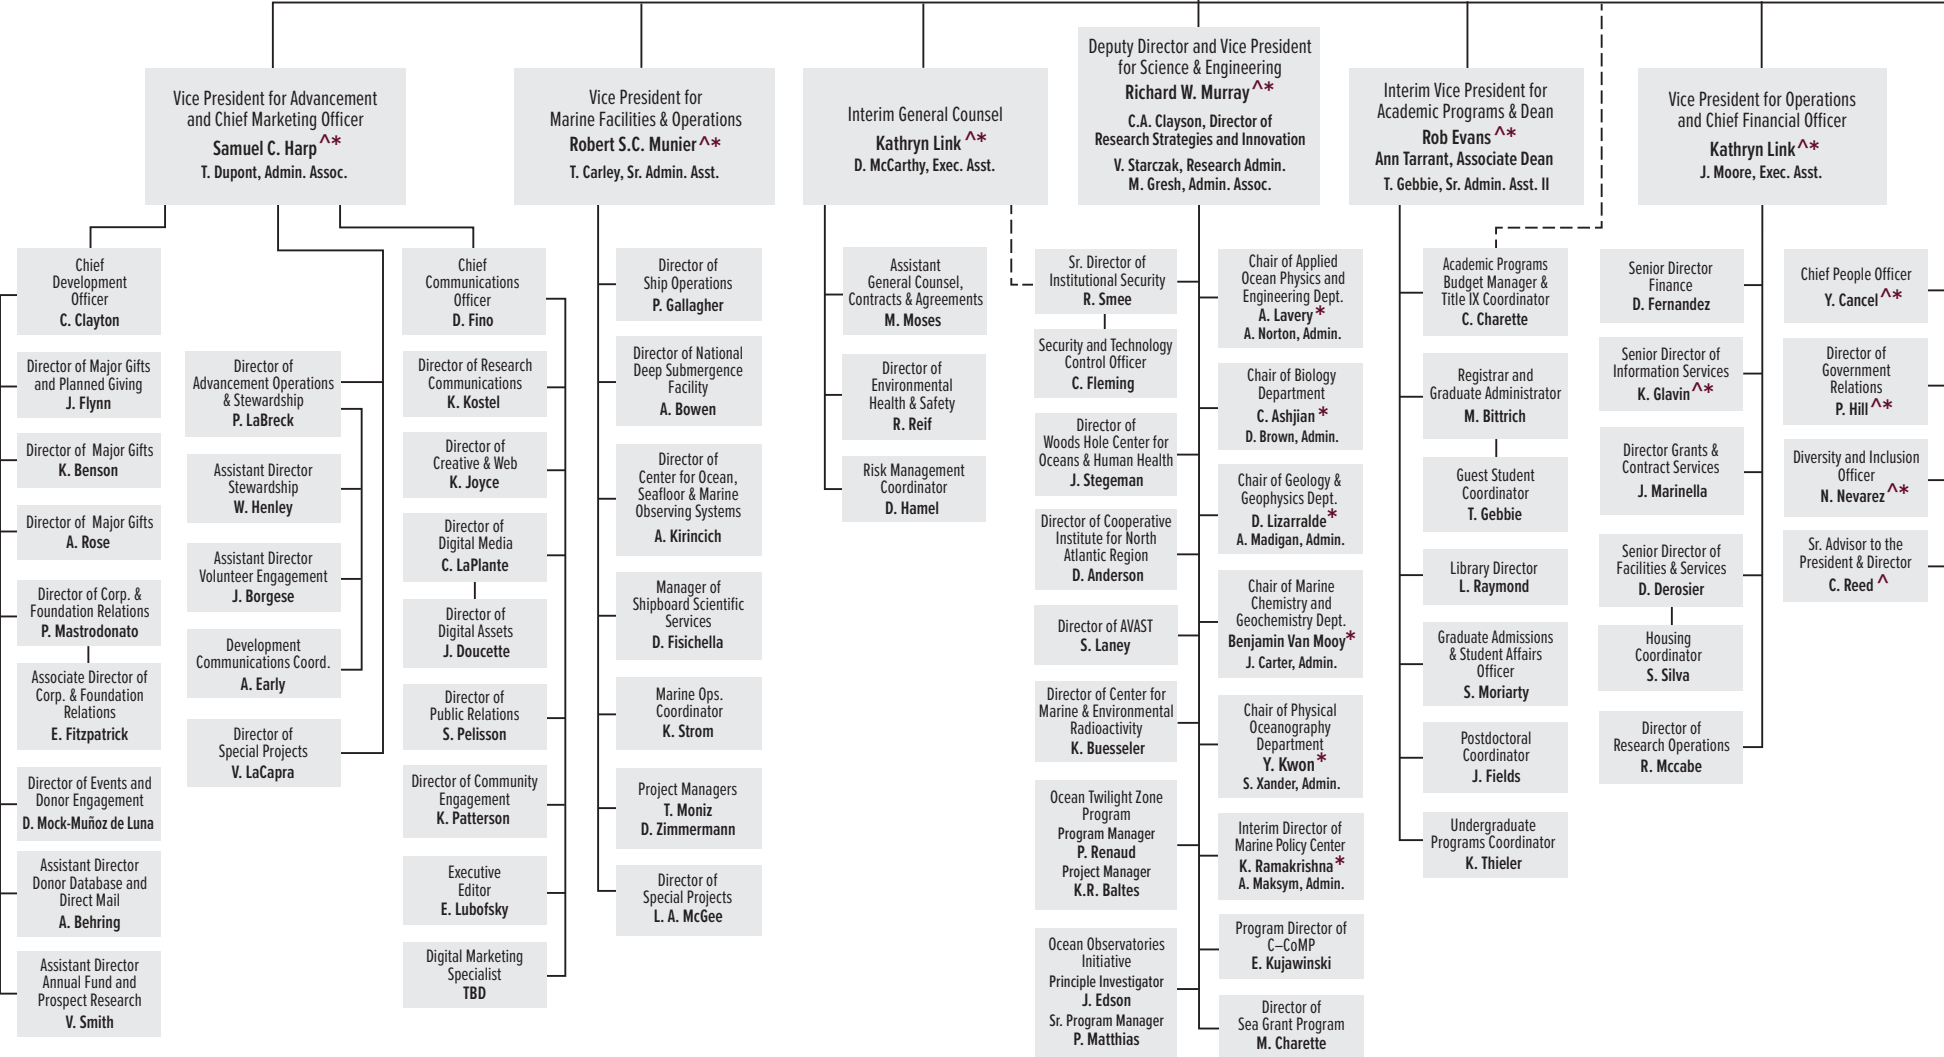 Vice President for Advancement
and Chief Marketing Officer
Samuel C. Harp ^*
T. Dupont, Admin. Assoc.
Vice President for
Marine Facilities & Operations
Robert S.C. Munier ^*
T. Carley, Sr. Admin. Asst.
Interim General Counsel
Kathryn Link ^*
D. McCarthy, Exec. Asst.
Deputy Director and Vice President
for Science & Engineering
Richard W. Murray ^*
C.A. Clayson, Director of
Research Strategies and Innovation
V. Starczak, Research Admin.
M. Gresh, Admin. Assoc.
Interim Vice President for
Academic Programs & Dean
Rob Evans ^*
Ann Tarrant, Associate Dean
T. Gebbie, Sr. Admin. Asst. II
Vice President for Operations
and Chief Financial Officer
Kathryn Link ^*
J. Moore, Exec. Asst.
Chief
Development
Officer
C. Clayton
Director of Major Gifts
and Planned Giving
J. Flynn
Director of Major Gifts
K. Benson
Director of Major Gifts
A. Rose
Director of Corp. &
Foundation Relations
P. Mastrodonato
Associate Director of
Corp. & Foundation
Relations
E. Fitzpatrick
Director of Events and
Donor Engagement
D. Mock-Muñoz de Luna
Assistant Director
Donor Database and
Direct Mail
A. Behring
Assistant Director
Annual Fund and
Prospect Research
V. Smith
Director of
Advancement Operations
& Stewardship
P. LaBreck
Assistant Director
Stewardship
W. Henley
Assistant Director
Volunteer Engagement
J. Borgese
Development
Communications Coord.
A. Early
Director of
Special Projects
V. LaCapra
Chief
Communications
Officer
D. Fino
Director of Research
Communications
K. Kostel
Director of
Creative & Web
K. Joyce
Director of
Digital Media
C. LaPlante
Director of
Digital Assets
J. Doucette
Director of
Public Relations
S. Pelisson
Director of Community
Engagement
K. Patterson
Executive
Editor
E. Lubofsky
Digital Marketing
Specialist
TBD
Director of
Ship Operations
P. Gallagher
Director of National
Deep Submergence
Facility
A. Bowen
Director of
Center for Ocean,
Seafloor & Marine
Observing Systems
A. Kirincich
Manager of
Shipboard Scientific
Services
D. Fisichella
Marine Ops.
Coordinator
K. Strom
Project Managers
T. Moniz
D. Zimmermann
Director of
Special Projects
L. A. McGee
Assistant
General Counsel,
Contracts & Agreements
M. Moses
Director of
Environmental
Health & Safety
R. Reif
Risk Management
Coordinator
D. Hamel
Sr. Director of
Institutional Security
R. Smee
Security and Technology
Control Officer
C. Fleming
Director of
Woods Hole Center for
Oceans & Human Health
J. Stegeman
Director of Cooperative
Institute for North
Atlantic Region
D. Anderson
Director of AVAST
S. Laney
Director of Center for
Marine & Environmental
Radioactivity
K. Buesseler
Ocean Twilight Zone
Program
Program Manager
P. Renaud
Project Manager
K.R. Baltes
Ocean Observatories
Initiative
Principle Investigator
J. Edson
Sr. Program Manager
P. Matthias
Chair of Applied
Ocean Physics and
Engineering Dept.
A. Lavery *
A. Norton, Admin.
Chair of Biology
Department
C. Ashjian *
D. Brown, Admin.
Chair of Geology &
Geophysics Dept.
D. Lizarralde *
A. Madigan, Admin.
Chair of Marine
Chemistry and
Geochemistry Dept.
Benjamin Van Mooy *
J. Carter, Admin.
Chair of Physical
Oceanography
Department
Y. Kwon *
S. Xander, Admin.
Interim Director of
Marine Policy Center
K. Ramakrishna *
A. Maksym, Admin.
Program Director of
C–CoMP
E. Kujawinski
Director of
Sea Grant Program
M. Charette
Academic Programs
Budget Manager &
Title IX Coordinator
C. Charette
Registrar and
Graduate Administrator
M. Bittrich
Guest Student
Coordinator
T. Gebbie
Library Director
L. Raymond
Graduate Admissions
& Student Affairs
Officer
S. Moriarty
Postdoctoral
Coordinator
J. Fields
Undergraduate
Programs Coordinator
K. Thieler
Senior Director
Finance
D. Fernandez
Senior Director of
Information Services
K. Glavin ^*
Director Grants &
Contract Services
J. Marinella
Senior Director of
Facilities & Services
D. Derosier
Housing
Coordinator
S. Silva
Director of
Research Operations
R. Mccabe
Chief People Officer
Y. Cancel ^*
Director of
Government
Relations
P. Hill ^*
Diversity and Inclusion
Officer
N. Nevarez ^*
Sr. Advisor to the
President & Director
C. Reed ^